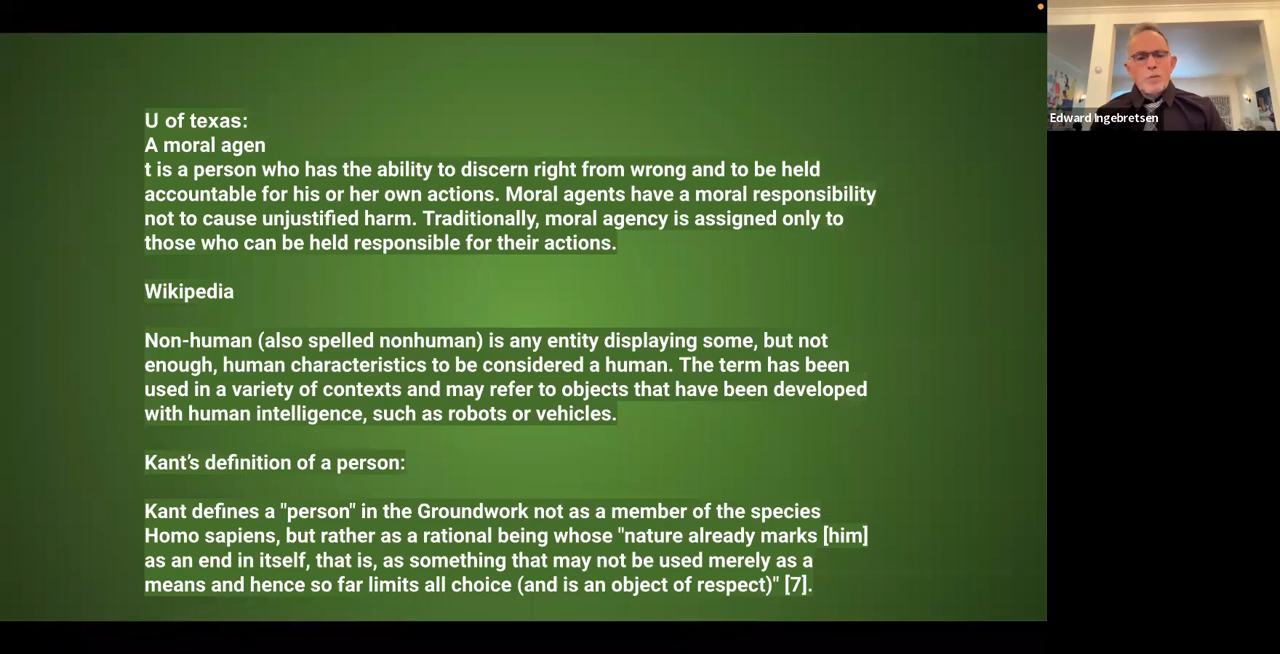 U of texas:
A moral agen
t is a person who has the ability to discern right from wrong and to be held
accountable for his or her own actions. Moral agents have a moral responsibility
not to cause unjustified harm. Traditionally, moral agency is assigned only to
those who can be held responsible for their actions.
Wikipedia
Non-human (also spelled nonhuman) is any entity displaying some, but not
enough, human characteristics to be considered a human. The term has been
used in a variety of contexts and may refer to objects that have been developed
with human intelligence, such as robots or vehicles.
Kant’s definition of a person:
Kant defines a "person" in the Groundwork not as a member of the species
Homo sapiens, but rather as a rational being whose "nature already marks [him]
as an end in itself, that is, as something that may not be used merely as a
means and hence so far limits all choice (and is an object of respect)" [7].
Edward Ingebretsen